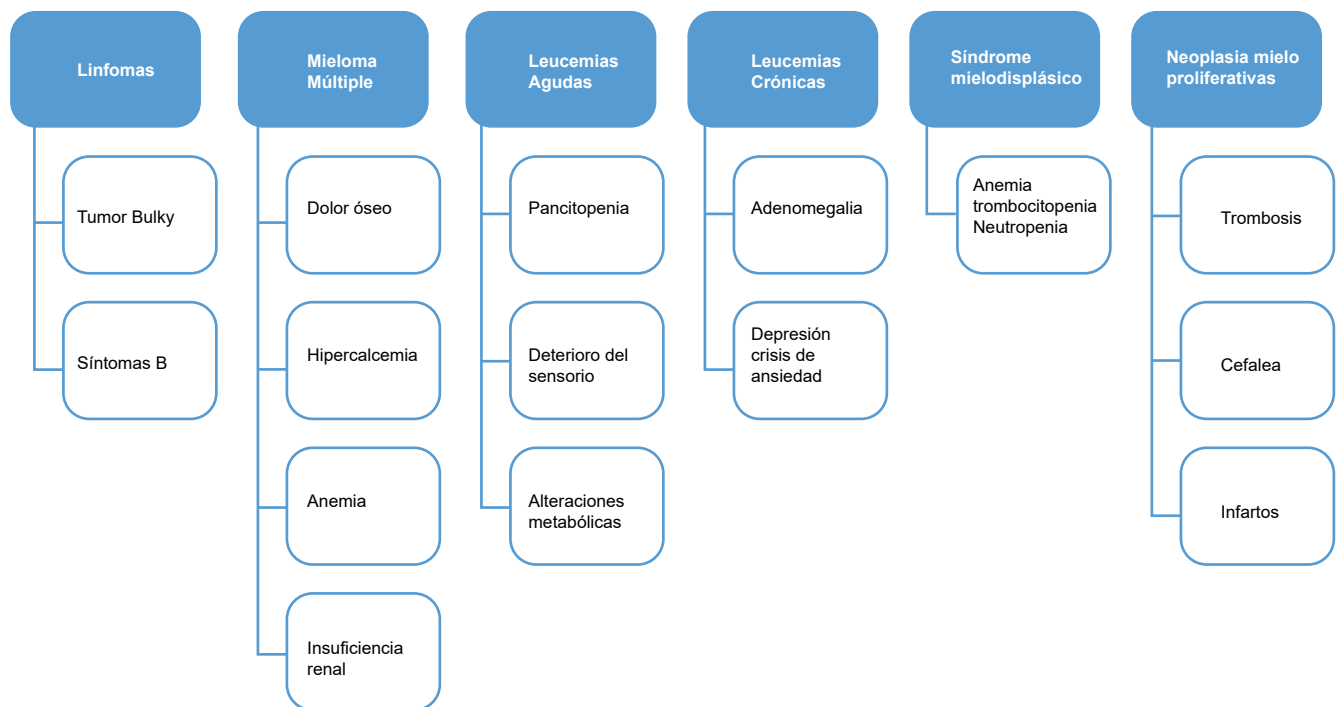 Linfomas
Tumor Bulky
Síntomas B
Mieloma
Múltiple
Dolor óseo
Hipercalcemia
Anemia
Insuficiencia
renal
Leucemias
Agudas
Pancitopenia
Deterioro del
sensorio
Alteraciones
metabólicas
Leucemias
Crónicas
Adenomegalia
Depresión
crisis de
ansiedad
Síndrome
mielodisplásico
Anemia
trombocitopenia
Neutropenia
Neoplasia mielo
proliferativas
Trombosis
Cefalea
Infartos